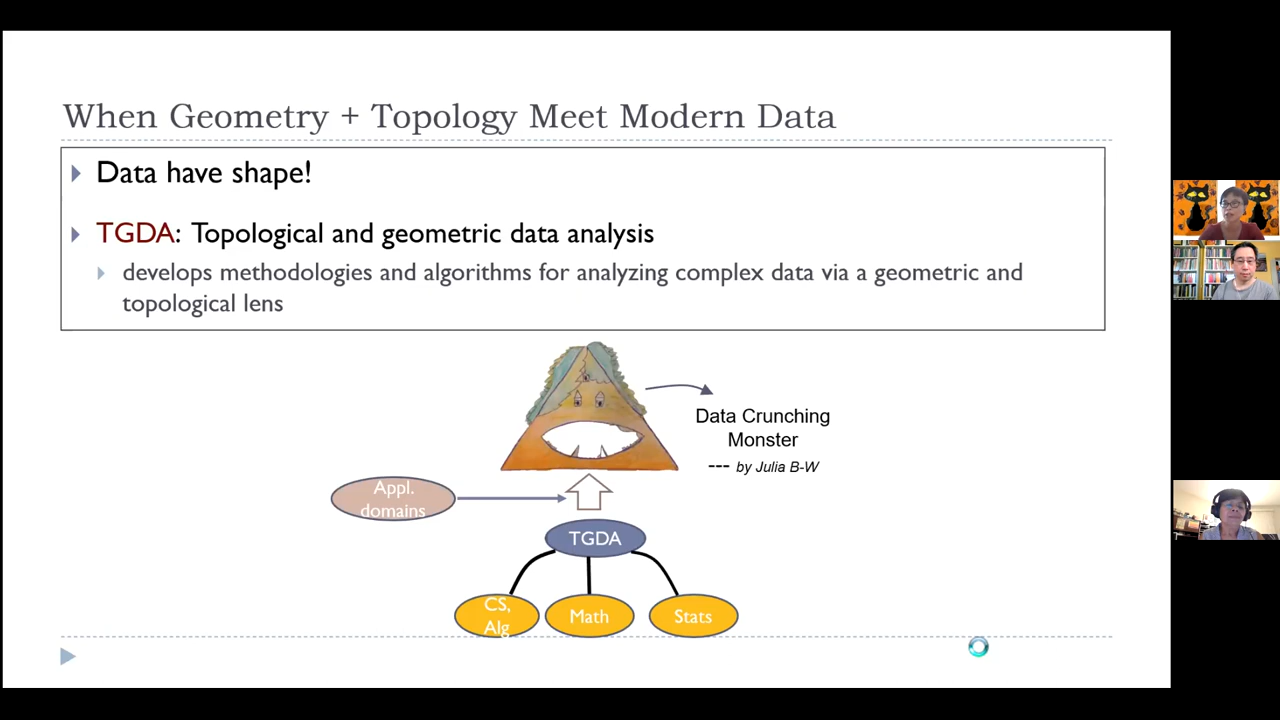 When Geometry + Topology Meet Modern Data
Data have shape!
TGDA: Topological and geometric data analysis
develops methodologies and algorithms for analyzing complex data via a geometric and
topological lens
Data Crunching
Monster
--- by Julia B-W
Appl.
domains
TGDA
CS,
Alg
Math
Stats